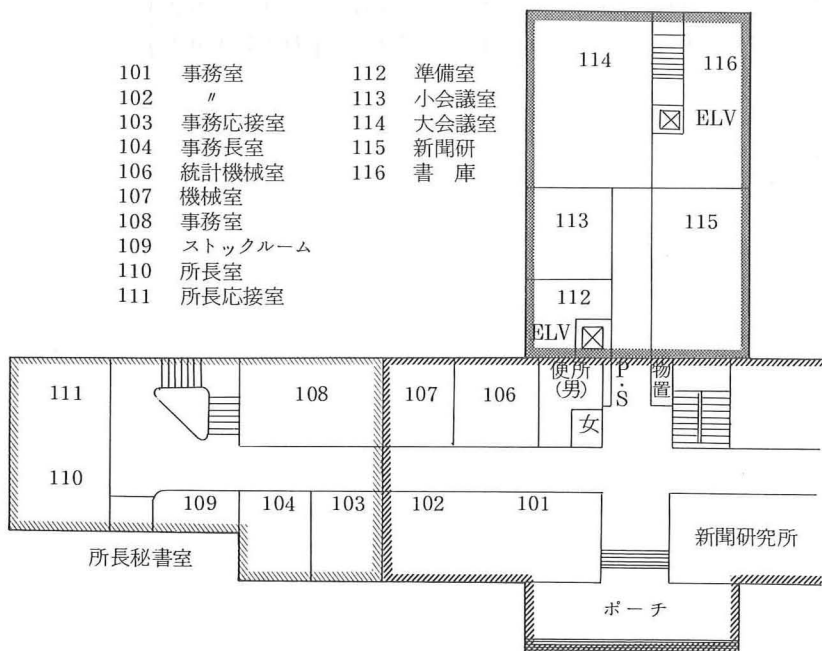 101 事務室
102 〃
103 事務応接室
104 事務長室
106 統計機械室
107 機械室
108 事務室
109 ストックルーム
110 所長室
111 所長応接室
112 準備室
113 小会議室
114 大会議室
115 新聞研
116 書庫
114
116
ELV
113
115
112
ELV
111
108
107
106
便所
(男)
女
P・S
物置
110
109
104
103
102
101
新聞研究所
所長秘書室
ポーチ